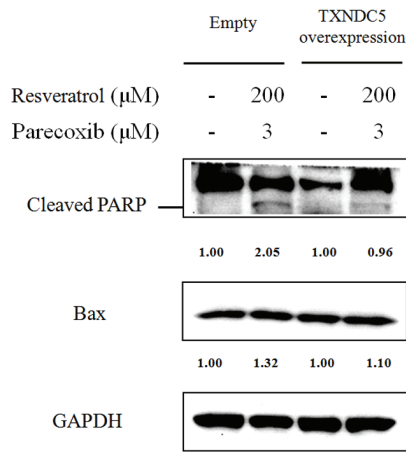 Empty
TXNDC5
overexpression
Resveratrol (μM) - 200 - 200
Parecoxib (μM) - 3 - 3
Cleaved PARP
1.00 2.05 1.00 0.96
Bax
1.00 1.32 1.00 1.10
GAPDH